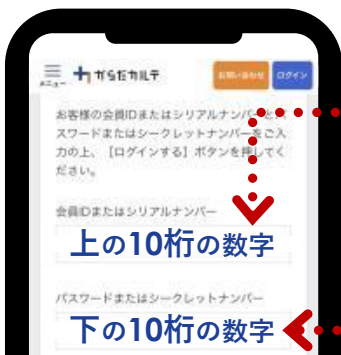 メニュー
からだカルテ
お問い合わせ
ログイン
お客様の会員IDまたはシリアルナンバーとパ
スワードまたはシークレットナンバーをご入
力の上、［ログインする］ボタンを押してく
ださい。
会員IDまたはシリアルナンバー
上の10桁の数字
パスワードまたはシークレットナンバー
下の10桁の数字